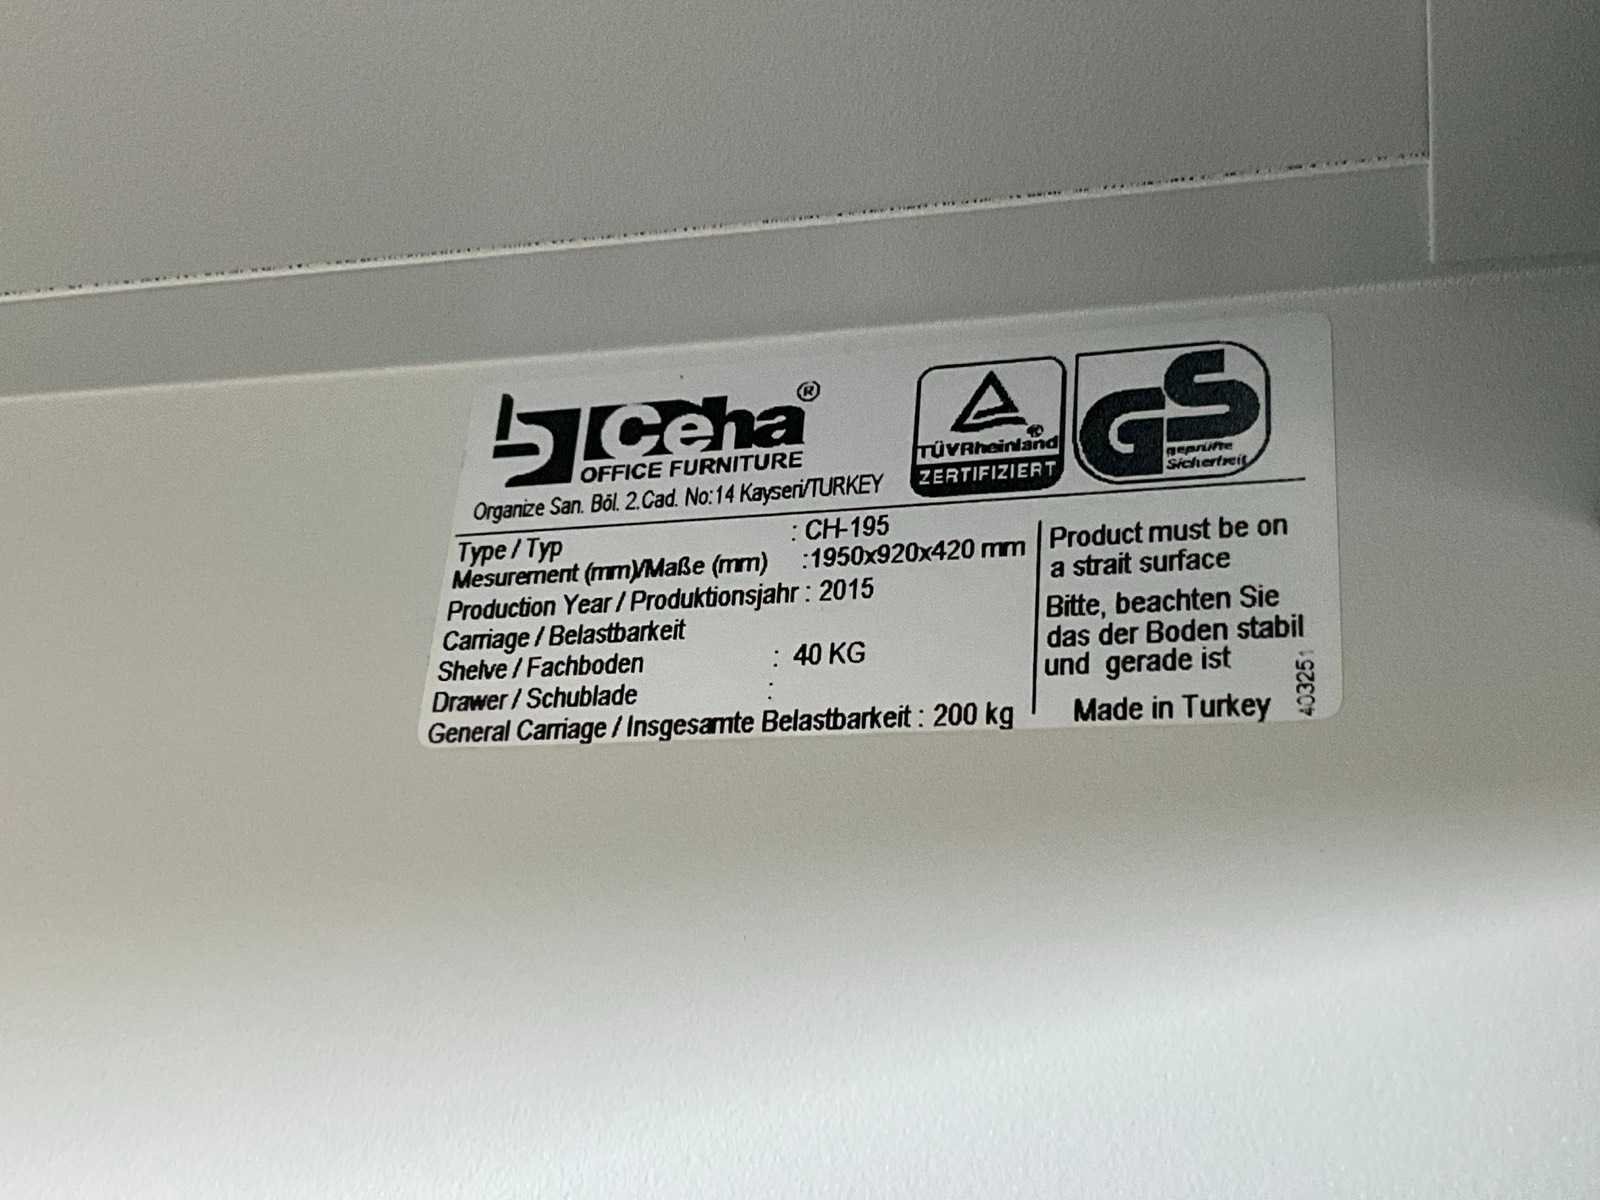 Ceha®
OFFICE FURNITURE
Organize San. Böl. 2.Cad. No:14 Kayseri/TURKEY
TÜVRheinland®
ZERTIFIZIERT
GS
geprüfte
Sicherheit
Type / Typ : CH-195
Mesurement (mm)/Maße (mm) :1950x920x420 mm
Production Year / Produktionsjahr : 2015
Carriage / Belastbarkeit
Shelve / Fachboden : 40 KG
Drawer / Schublade :
General Carriage / Insgesamte Belastbarkeit : 200 kg
Product must be on
a strait surface
Bitte, beachten Sie
das der Boden stabil
und gerade ist
Made in Turkey
403251